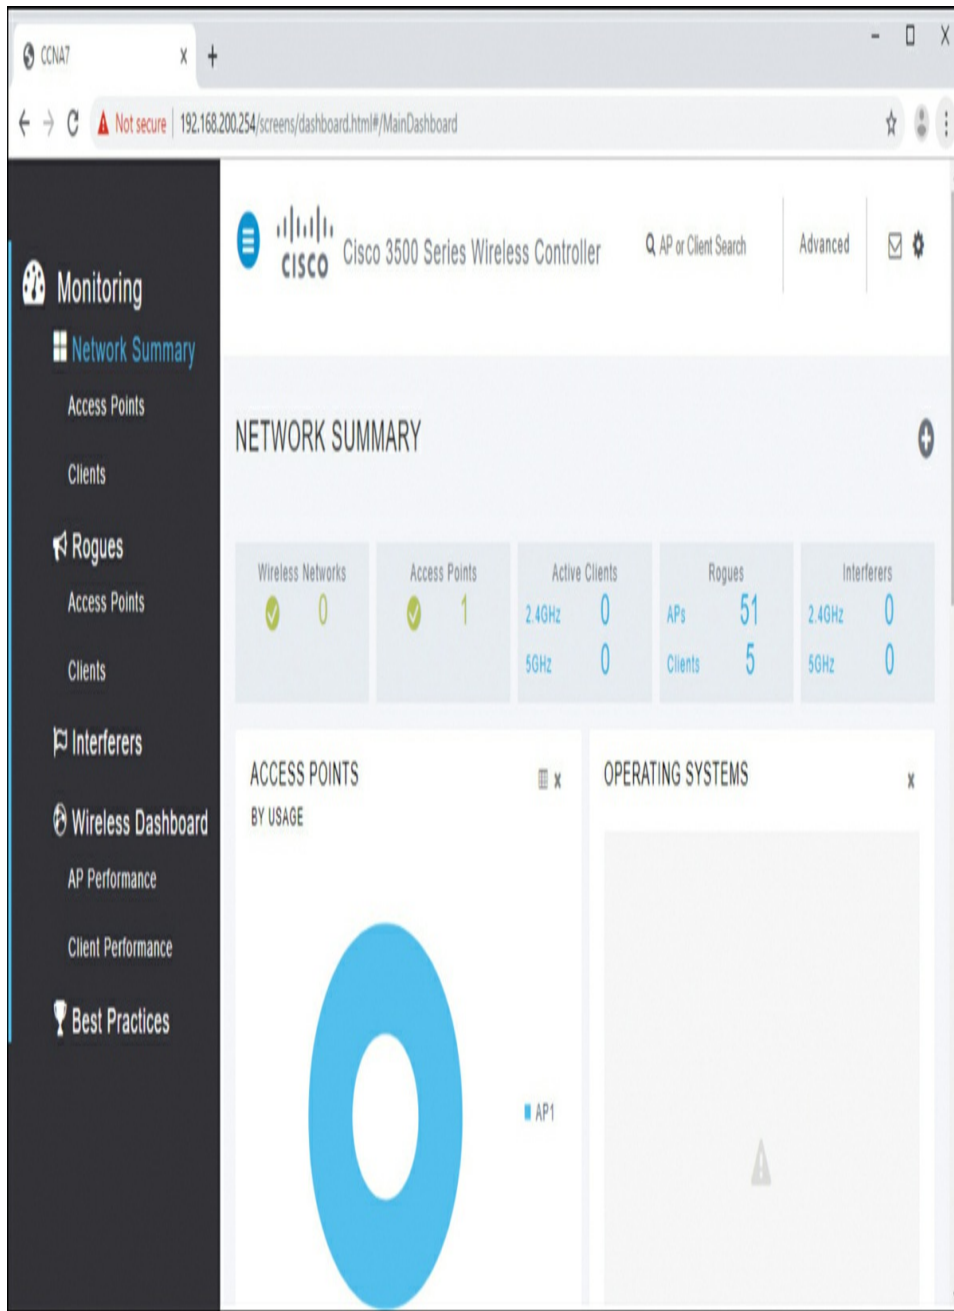 CCNA7
Not secure | 192.168.200.254/screens/dashboard.html#/MainDashboard
CISCO
Cisco 3500 Series Wireless Controller
AP or Client Search
Advanced
Monitoring
Network Summary
Access Points
Clients
Rogues
Access Points
Clients
Interferers
Wireless Dashboard
AP Performance
Client Performance
Best Practices
NETWORK SUMMARY
Wireless Networks
0
Access Points
1
Active Clients
2.4GHz 0
5GHz 0
Rogues
APs 51
Clients 5
Interferers
2.4GHz 0
5GHz 0
ACCESS POINTS
BY USAGE
AP1
OPERATING SYSTEMS